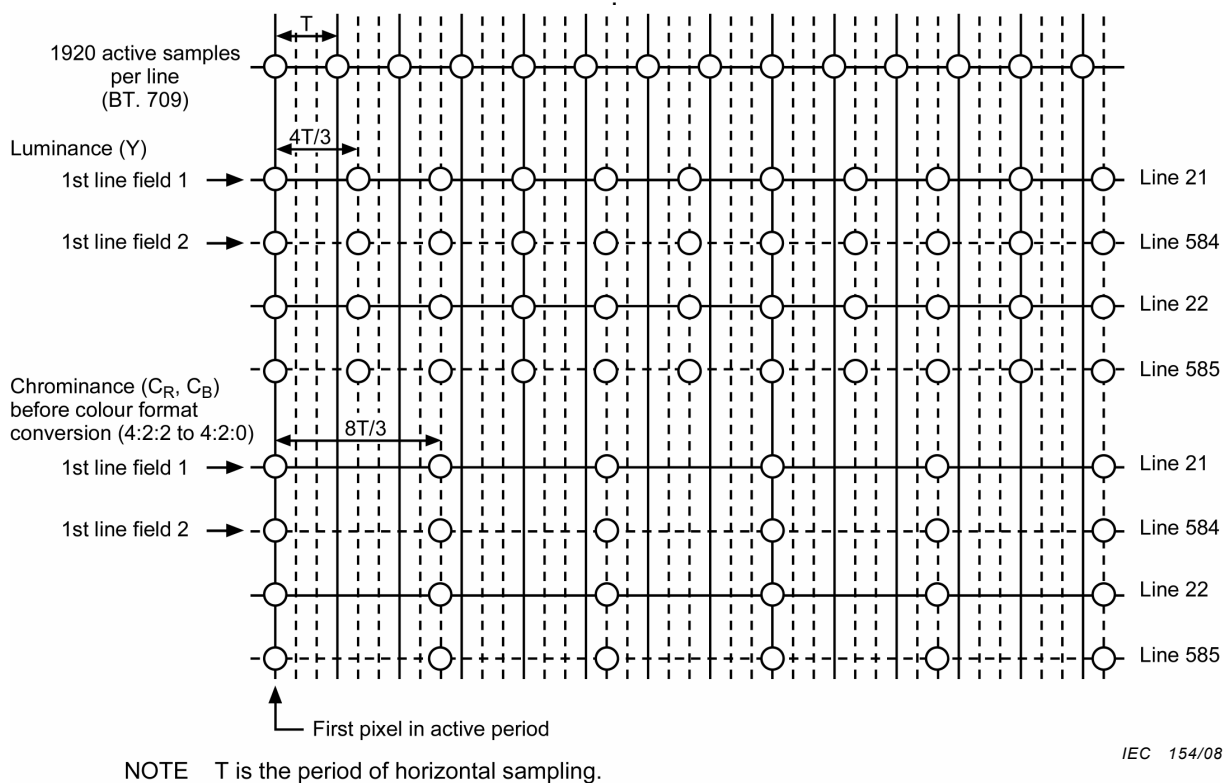 T
1920 active samples
per line
(BT. 709)
4T/3
Luminance (Y)
1st line field 1
Line 21
1st line field 2
Line 584
Line 22
Line 585
Chrominance (CR, CB)
before colour format
conversion (4:2:2 to 4:2:0)
8T/3
1st line field 1
Line 21
1st line field 2
Line 584
Line 22
Line 585
First pixel in active period
IEC 154/08
NOTE T is the period of horizontal sampling.